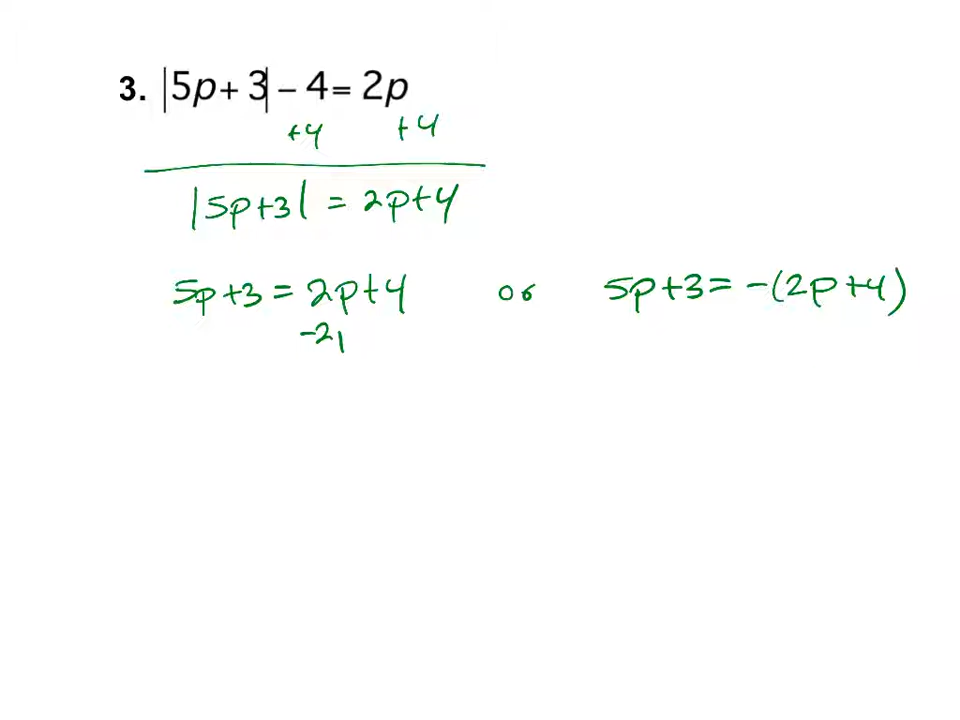 3. |5p + 3| – 4 = 2p
+4 +4
|5p+3| = 2p+4
5p+3 = 2p+4 or 5p+3 = -(2p+4)
-2